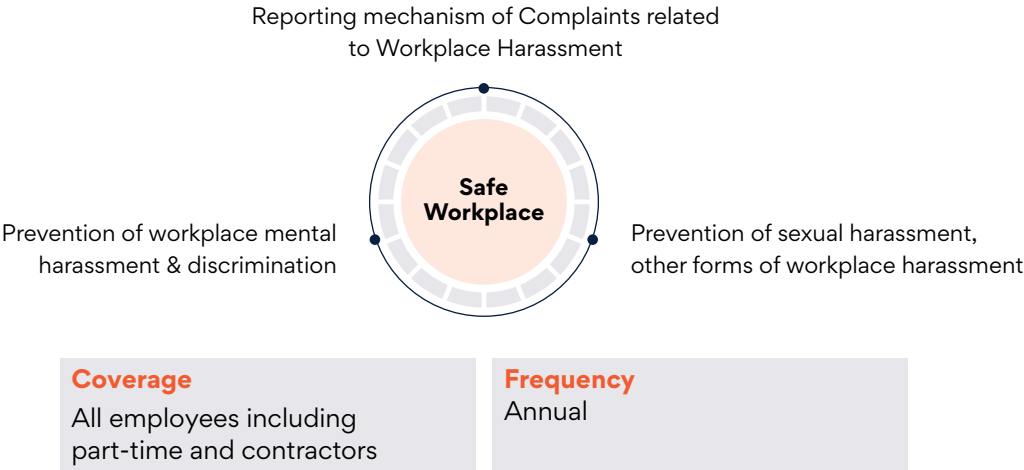 Reporting mechanism of Complaints related
to Workplace Harassment
Safe
Workplace
Prevention of workplace mental
harassment & discrimination
Prevention of sexual harassment,
other forms of workplace harassment
Coverage
All employees including
part-time and contractors
Frequency
Annual